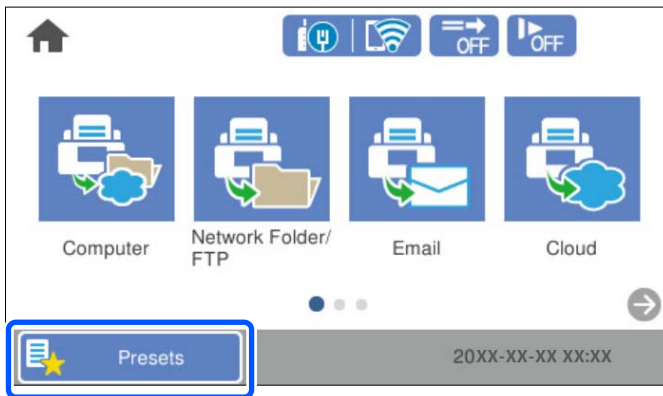 OFF
OFF
Computer
Network Folder/
FTP
Email
Cloud
Presets
20XX-XX-XX XX:XX